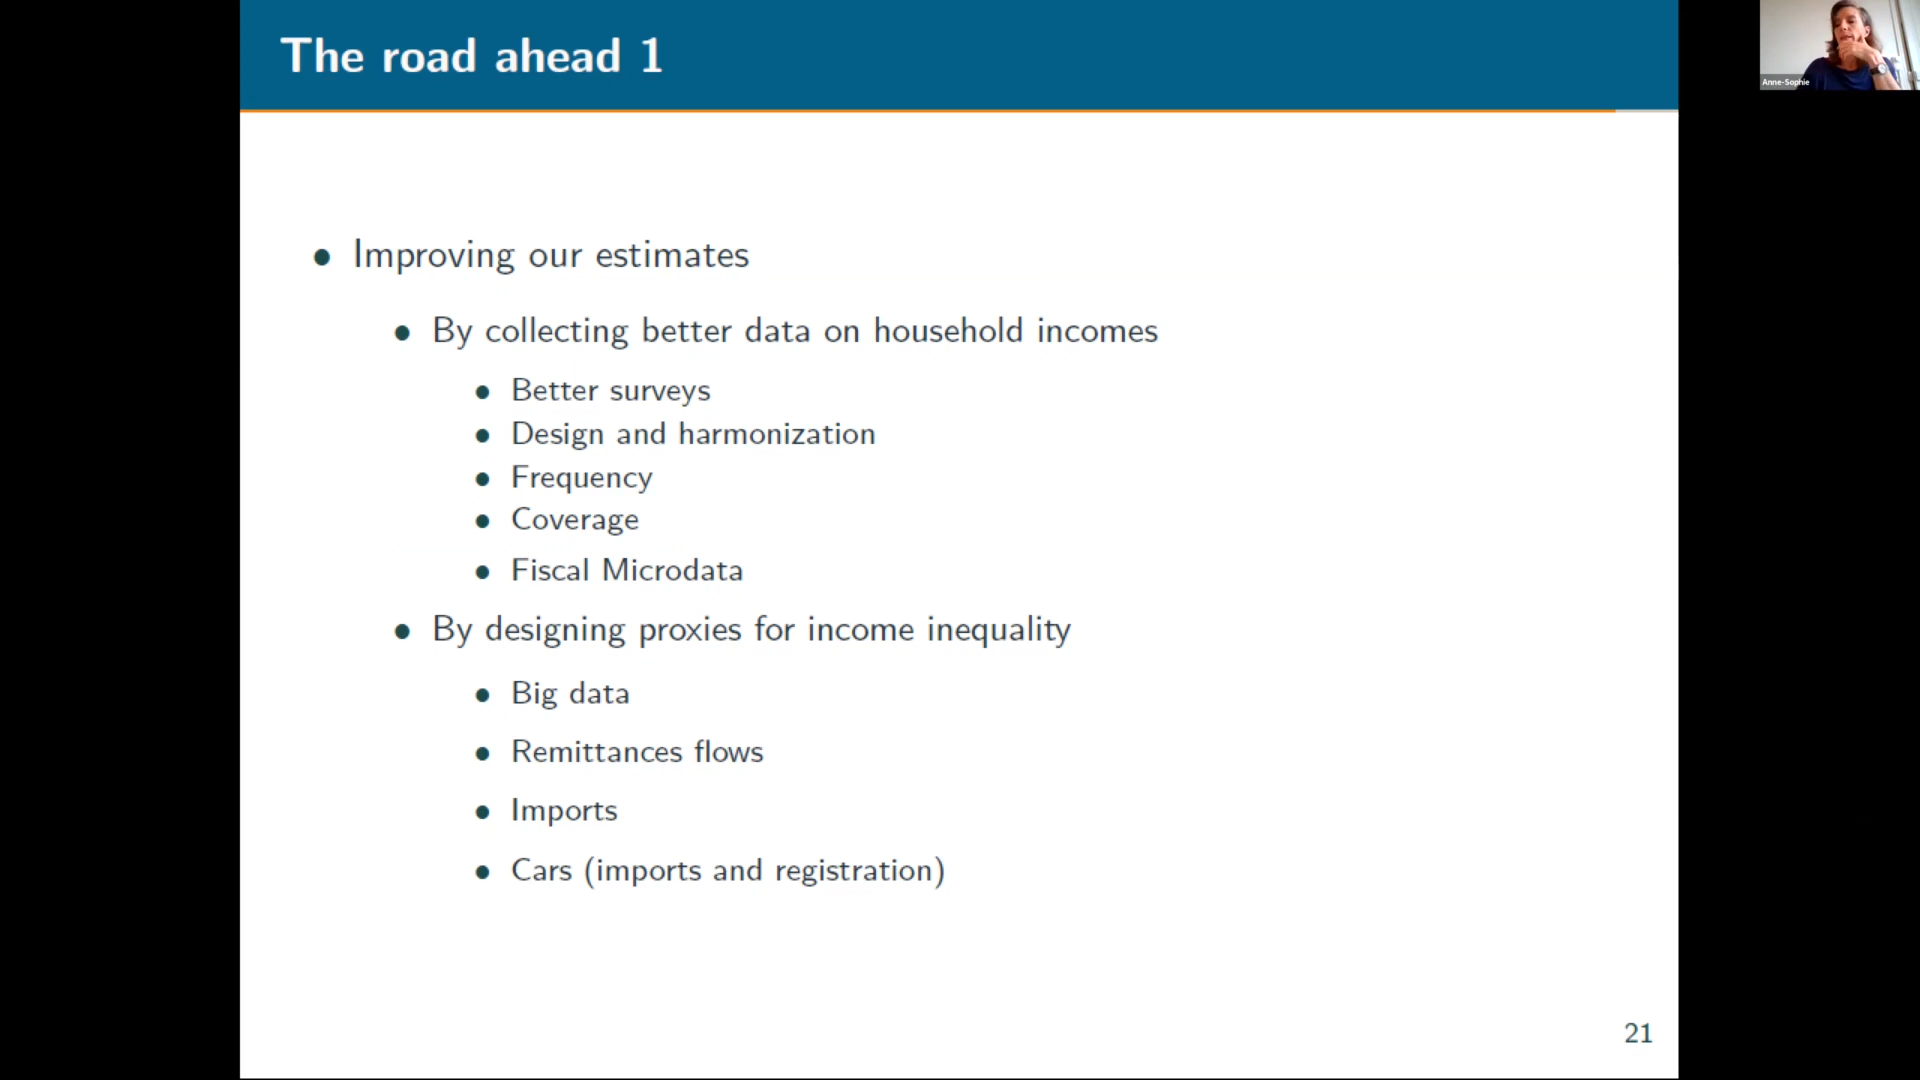 The road ahead 1
Anne-Sophie
• Improving our estimates
• By collecting better data on household incomes
• Better surveys
• Design and harmonization
• Frequency
• Coverage
• Fiscal Microdata
• By designing proxies for income inequality
• Big data
• Remittances flows
• Imports
• Cars (imports and registration)
21